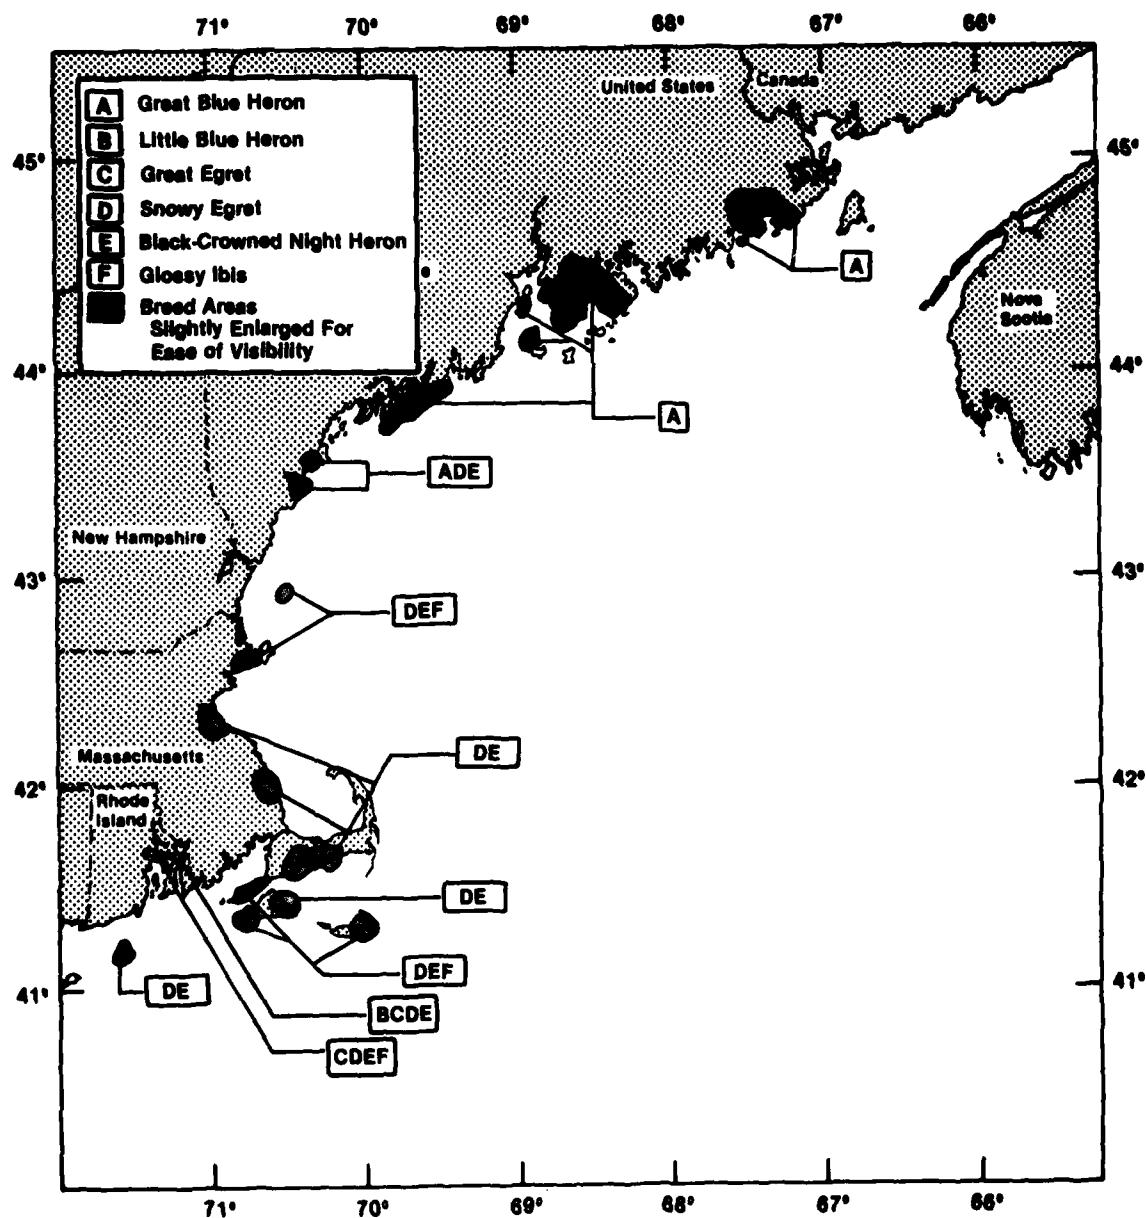 71° 70° 69° 68° 67° 66°
United States Canada
A Great Blue Heron
B Little Blue Heron
C Great Egret
D Snowy Egret
E Black-Crowned Night Heron
F Glossy Ibis
Breed Areas
Slightly Enlarged For
Ease of Visibility
45° 45°
A
Nova
Scotia
44° 44°
A
ADE
New Hampshire
43° 43°
DEF
Massachusetts
DE
42° 42°
Rhode
Island
DE
DEF
41° DE 41°
BCDE
CDEF
71° 70° 69° 68° 67° 66°